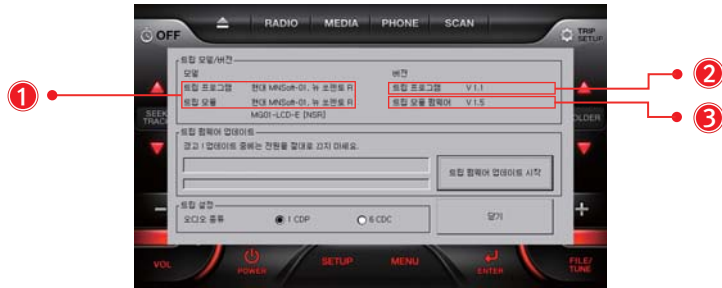 OFF
RADIO MEDIA PHONE SCAN
TRIP SETUP
트립 모델/버전
모델 버전
트립 프로그램 현대 MNSoft-01, 뉴 쏘렌토 R 트립 프로그램 V 1.1
트립 모듈 현대 MNSoft-01, 뉴 쏘렌토 R 트립 모듈 펌웨어 V 1.5
MG01-LCD-E [NSR]
1
2
3
SEEK TRACK
OLDER
트립 펌웨어 업데이트
경고 ! 업데이트 중에는 전원을 절대로 끄지 마세요.
트립 펌웨어 업데이트 시작
트립 설정
오디오 종류 1 CDP 6 CDC
닫기
VOL
POWER
SETUP
MENU
ENTER
FILE/ TUNE